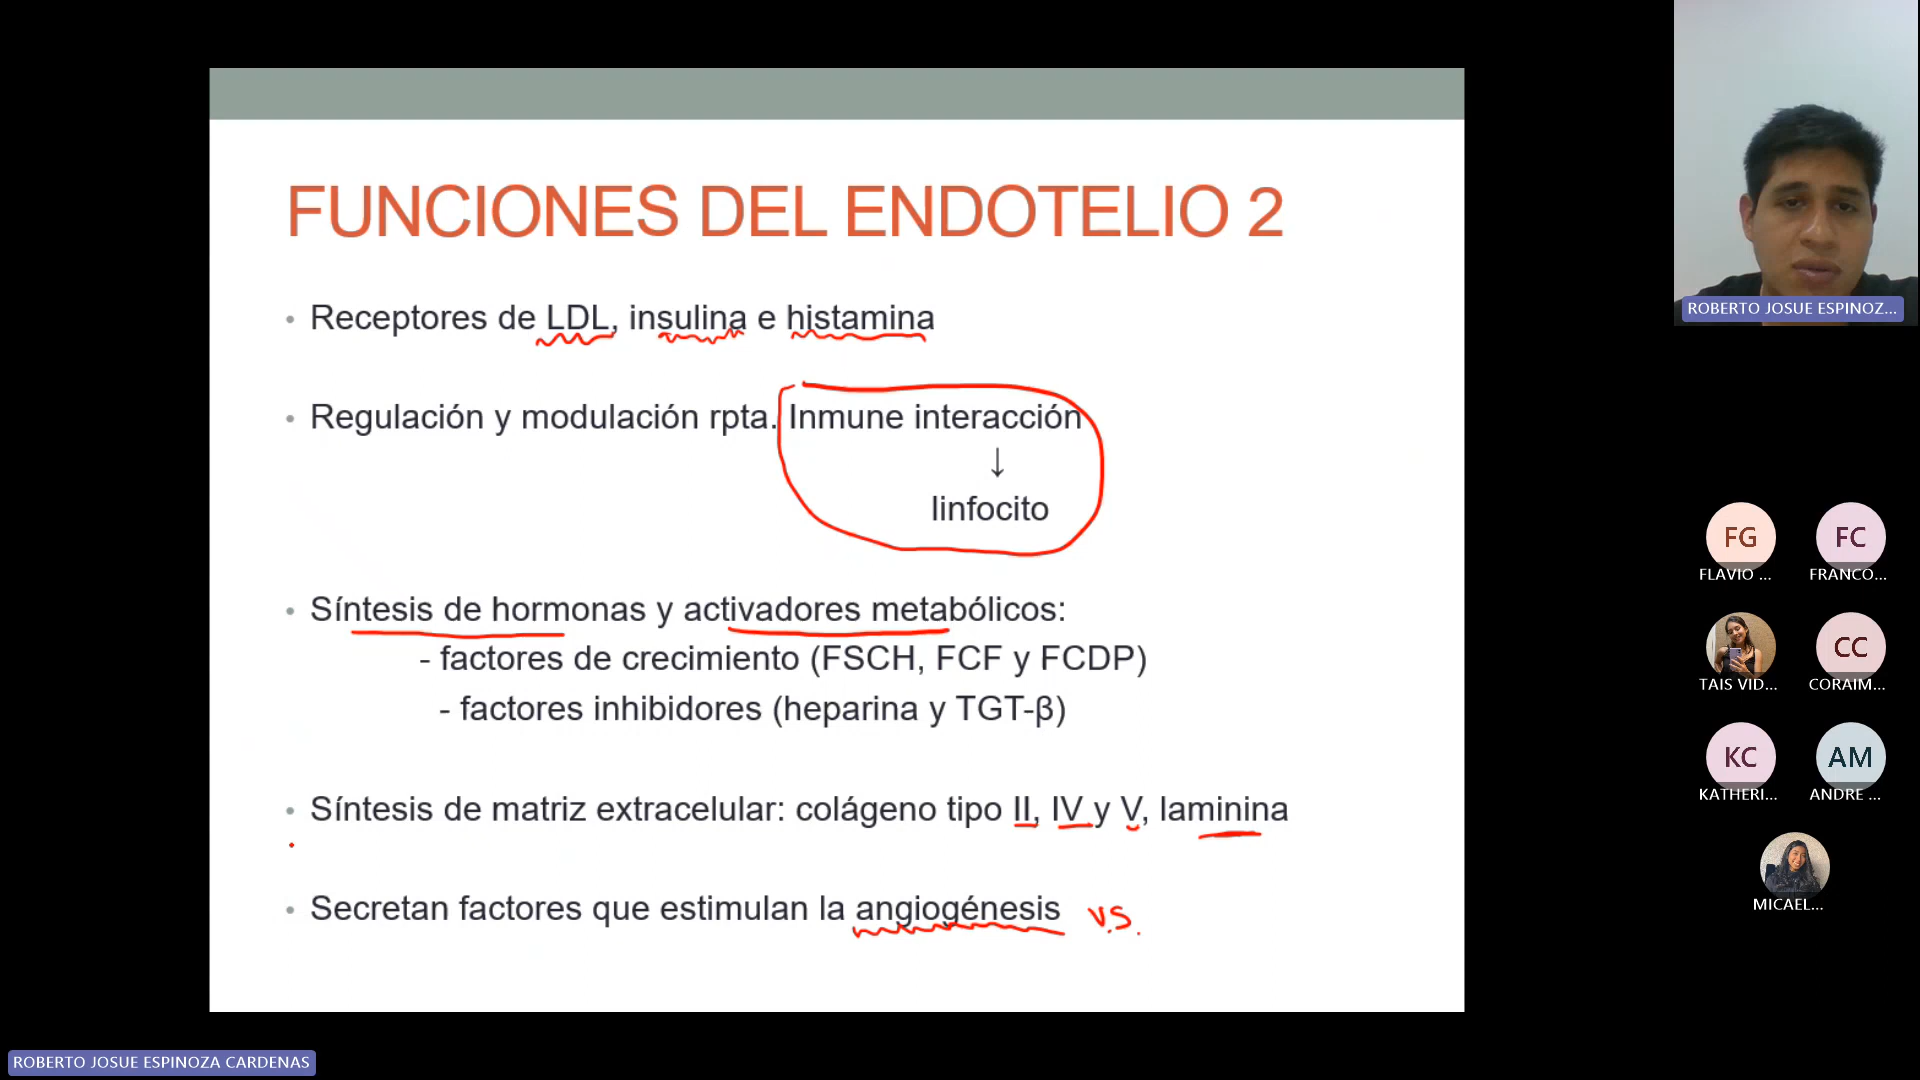 FUNCIONES DEL ENDOTELIO 2
• Receptores de LDL, insulina e histamina
• Regulación y modulación rpta. Inmune interacción
↓
linfocito
• Síntesis de hormonas y activadores metabólicos:
- factores de crecimiento (FSCH, FCF y FCDP)
- factores inhibidores (heparina y TGT-β)
• Síntesis de matriz extracelular: colágeno tipo II, IV y V, laminina
• Secretan factores que estimulan la angiogénesis v.s.
ROBERTO JOSUE ESPINOZ...
FG
FLAVIO ...
FC
FRANCO...
TAIS VID...
CC
CORAIM...
KC
KATHERI...
AM
ANDRE ...
MICAEL...
ROBERTO JOSUE ESPINOZA CARDENAS